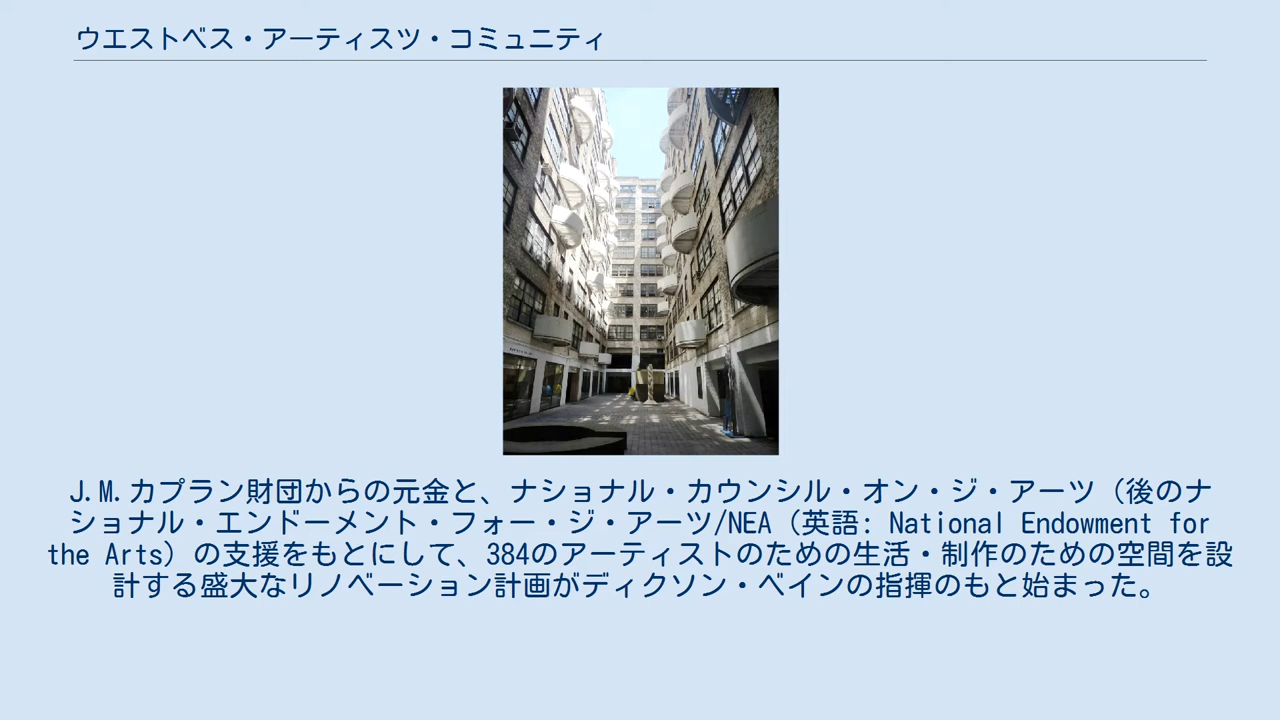 ウエストベス・アーティスツ・コミュニティ
J.M.カプラン財団からの元金と、ナショナル・カウンシル・オン・ジ・アーツ（後のナ
ショナル・エンドーメント・フォー・ジ・アーツ/NEA（英語: National Endowment for
the Arts）の支援をもとにして、384のアーティストのための生活・制作のための空間を設
計する盛大なリノベーション計画がディクソン・ベインの指揮のもと始まった。